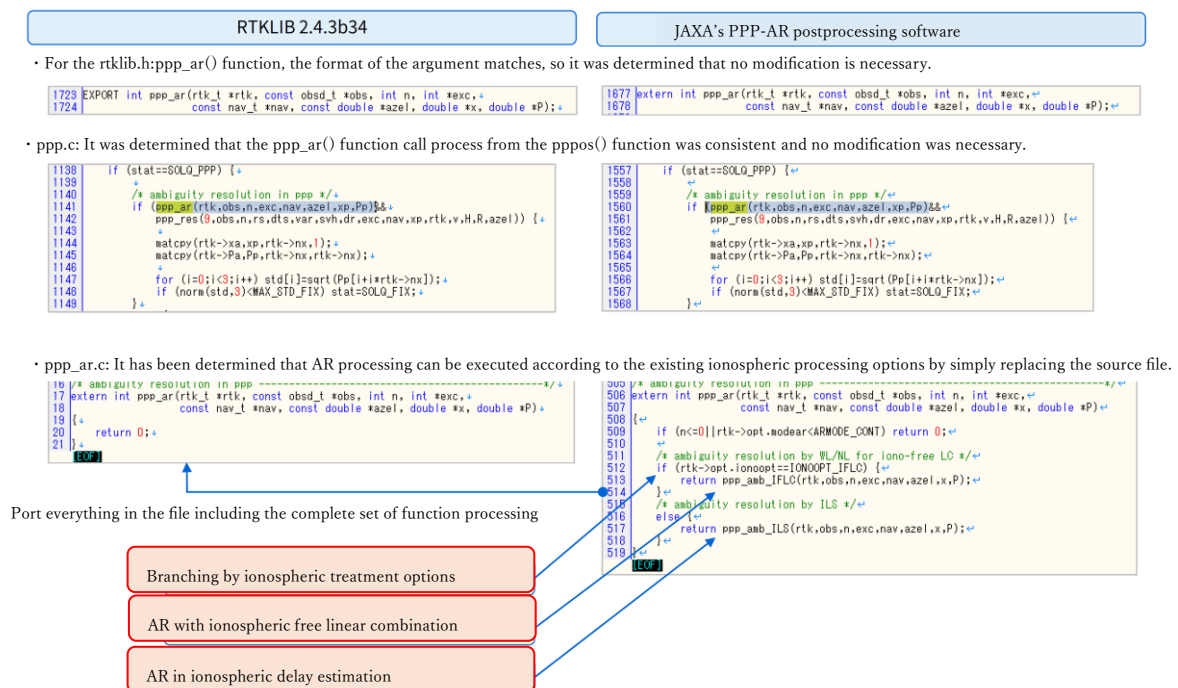 RTKLIB 2.4.3b34
JAXA's PPP-AR postprocessing software
・For the rtklib.h:ppp_ar() function, the format of the argument matches, so it was determined that no modification is necessary.
1723 EXPORT int ppp_ar(rtk_t *rtk, const obsd_t *obs, int n, int *exc,↓
1724 const nav_t *nav, const double *azel, double *x, double *P);↓
1677 extern int ppp_ar(rtk_t *rtk, const obsd_t *obs, int n, int *exc,↵
1678 const nav_t *nav, const double *azel, double *x, double *P);↵
・ppp.c: It was determined that the ppp_ar() function call process from the pppos() function was consistent and no modification was necessary.
1138 if (stat==SOLQ_PPP) {↓
1139 ↓
1140 /* ambiguity resolution in ppp */↓
1141 if (ppp_ar(rtk,obs,n,exc,nav,azel,xp,Pp)&&↓
1142 ppp_res(9,obs,n,rs,dts,var,svh,dr,exc,nav,xp,rtk,v,H,R,azel)) {↓
1143 ↓
1144 matcpy(rtk->xa,xp,rtk->nx,1);↓
1145 matcpy(rtk->Pa,Pp,rtk->nx,rtk->nx);↓
1146 ↓
1147 for (i=0;i<3;i++) std[i]=sqrt(Pp[i+i*rtk->nx]);↓
1148 if (norm(std,3)<MAX_STD_FIX) stat=SOLQ_FIX;↓
1149 }↓
1557 if (stat==SOLQ_PPP) {↵
1558 ↵
1559 /* ambiguity resolution in ppp */↵
1560 if (ppp_ar(rtk,obs,n,exc,nav,azel,xp,Pp)&&↵
1561 ppp_res(9,obs,n,rs,dts,svh,dr,exc,nav,xp,rtk,v,H,R,azel)) {↵
1562 ↵
1563 matcpy(rtk->xa,xp,rtk->nx,1);↵
1564 matcpy(rtk->Pa,Pp,rtk->nx,rtk->nx);↵
1565 ↵
1566 for (i=0;i<3;i++) std[i]=sqrt(Pp[i+i*rtk->nx]);↵
1567 if (norm(std,3)<MAX_STD_FIX) stat=SOLQ_FIX;↵
1568 }↵
・ppp_ar.c: It has been determined that AR processing can be executed according to the existing ionospheric processing options by simply replacing the source file.
16 /* ambiguity resolution in ppp --------------------------------------------*/↓
17 extern int ppp_ar(rtk_t *rtk, const obsd_t *obs, int n, int *exc,↓
18 const nav_t *nav, const double *azel, double *x, double *P)↓
19 {↓
20 return 0;↓
21 }↓
[EOF]
505 /* ambiguity resolution in ppp --------------------------------------------*/↵
506 extern int ppp_ar(rtk_t *rtk, const obsd_t *obs, int n, int *exc,↵
507 const nav_t *nav, const double *azel, double *x, double *P)↵
508 {↵
509 if (n<=0||rtk->opt.modear<ARMODE_CONT) return 0;↵
510 ↵
511 /* ambiguity resolution by WL/NL for iono-free LC */↵
512 if (rtk->opt.ionoopt==IONOOPT_IFLC) {↵
513 return ppp_amb_IFLC(rtk,obs,n,exc,nav,azel,x,P);↵
514 }↵
515 /* ambiguity resolution by ILS */↵
516 else {↵
517 return ppp_amb_ILS(rtk,obs,n,exc,nav,azel,x,P);↵
518 }↵
519 }↵
[EOF]
Port everything in the file including the complete set of function processing
Branching by ionospheric treatment options
AR with ionospheric free linear combination
AR in ionospheric delay estimation